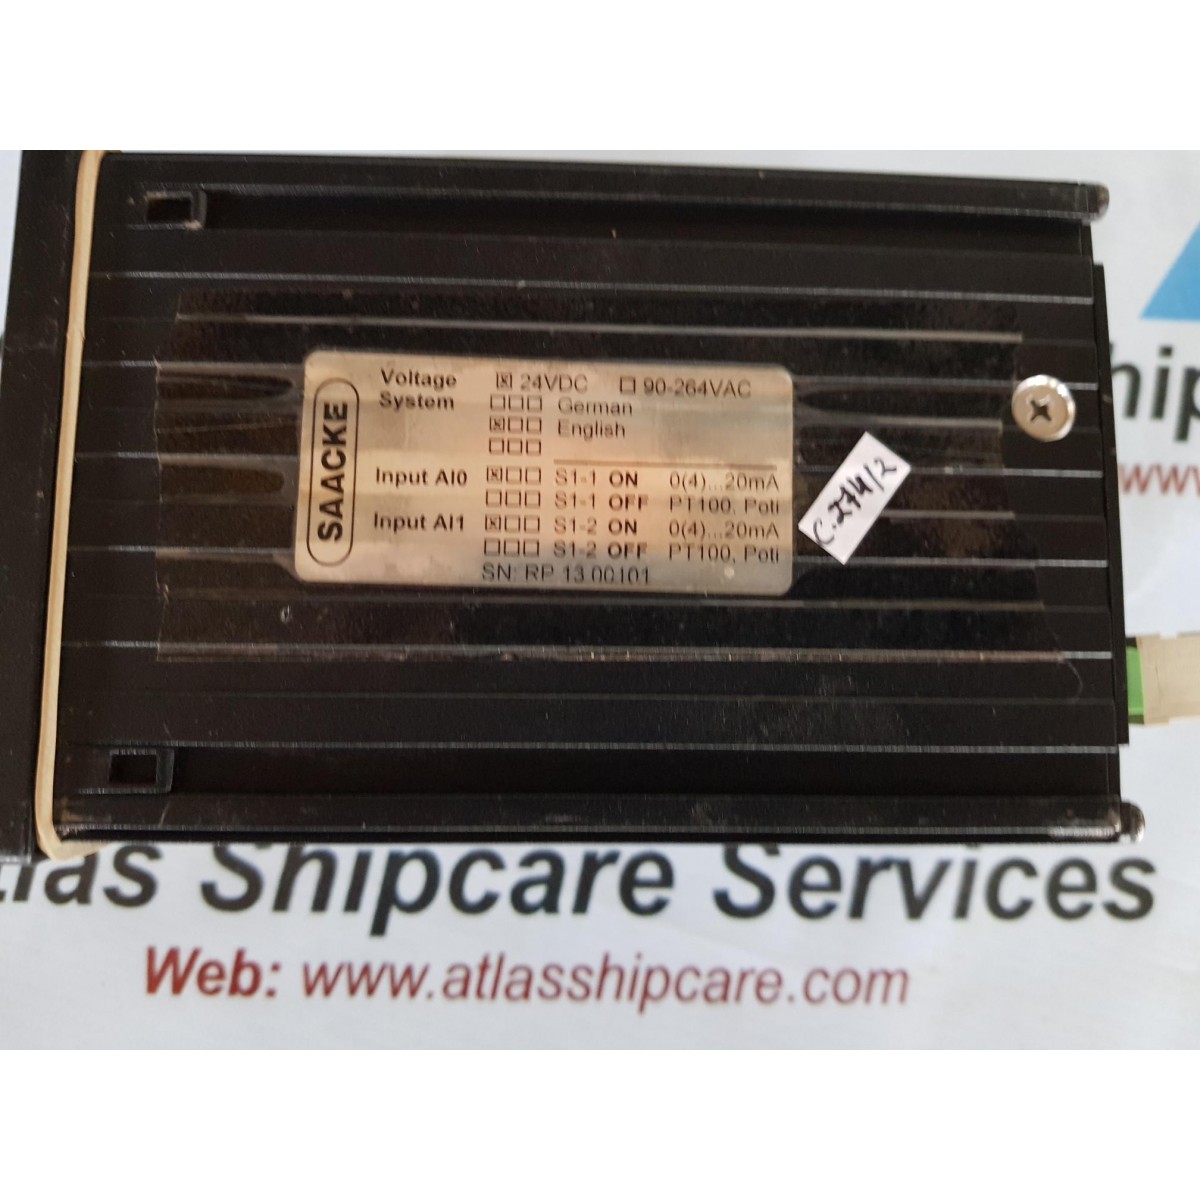 SAACKE
Voltage ☒ 24VDC ☐ 90-264VAC
System ☐☐☐ German
☒☐☐ English
☐☐☐
Input AI0 ☒☐☐ S1-1 ON 0(4)...20mA
☐☐☐ S1-1 OFF PT100, Poti
Input AI1 ☒☐☐ S1-2 ON 0(4)...20mA
☐☐☐ S1-2 OFF PT100, Poti
SN: RP 13 00101
hip
www.
tlas Shipcare Services
Web: www.atlasshipcare.com